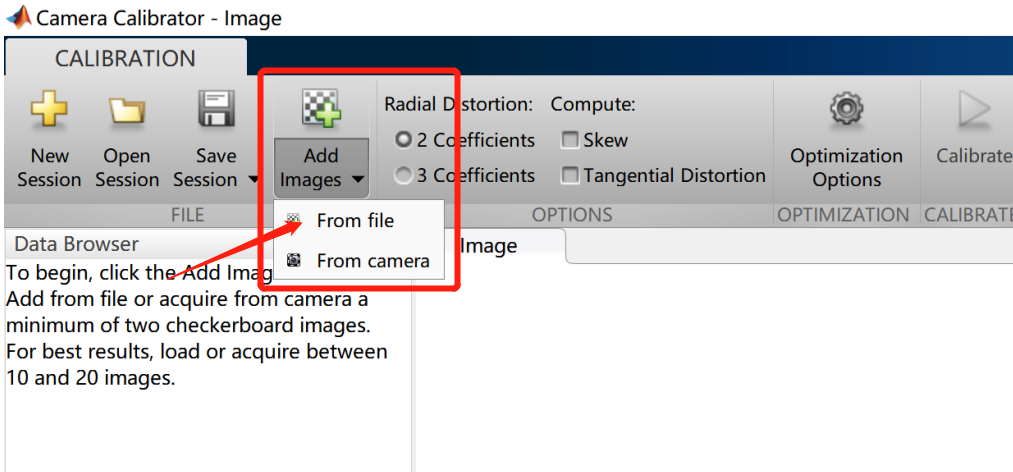 Camera Calibrator - Image
CALIBRATION
New Session
Open Session
Save Session
Add Images
Radial Distortion:
2 Coefficients
3 Coefficients
Compute:
Skew
Tangential Distortion
Optimization Options
Calibrate
FILE
OPTIONS
OPTIMIZATION
CALIBRATE
From file
From camera
Data Browser
Image
To begin, click the Add Imag
Add from file or acquire from camera a
minimum of two checkerboard images.
For best results, load or acquire between
10 and 20 images.